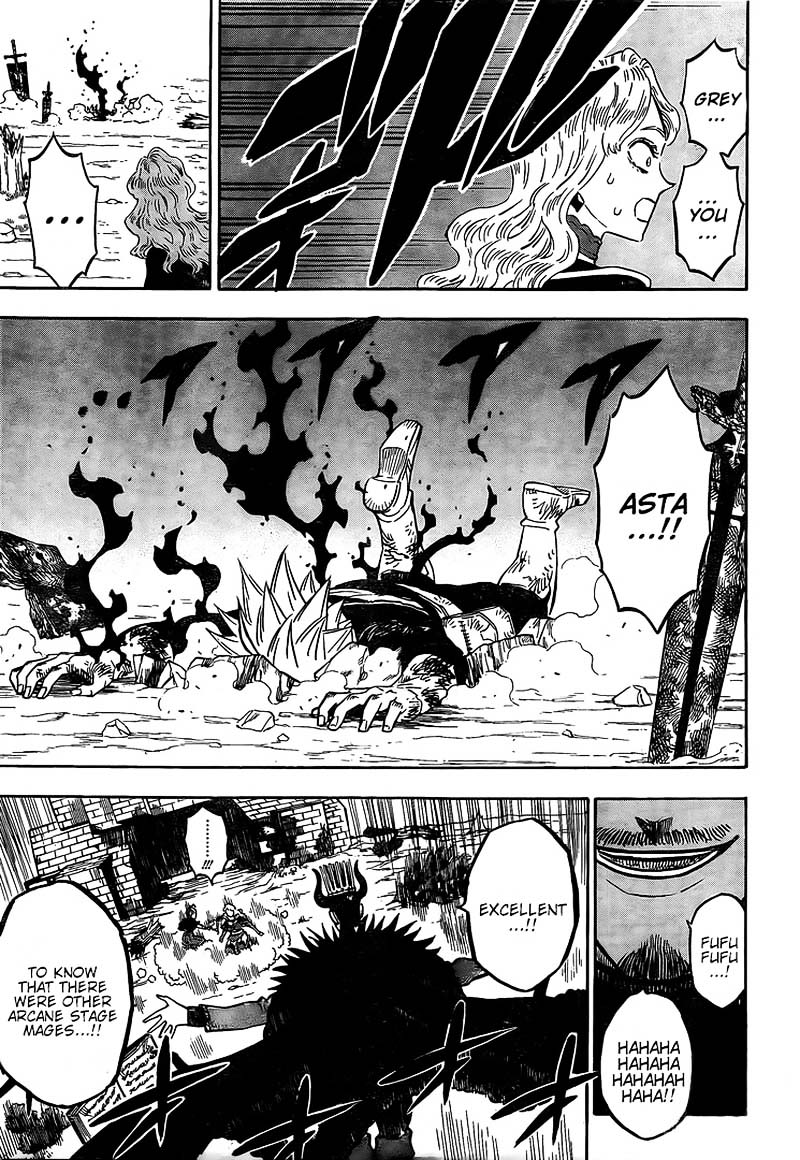 GREY
...
...
YOU
...
...
ASTA
...!!
FUFU
FUFU
...!
HAHAHA
HAHAHA
HAHAHAH
HAHA!!
EXCELLENT
...!!
........
!!!
TO KNOW
THAT THERE
WERE OTHER
ARCANE STAGE
MAGES...!!